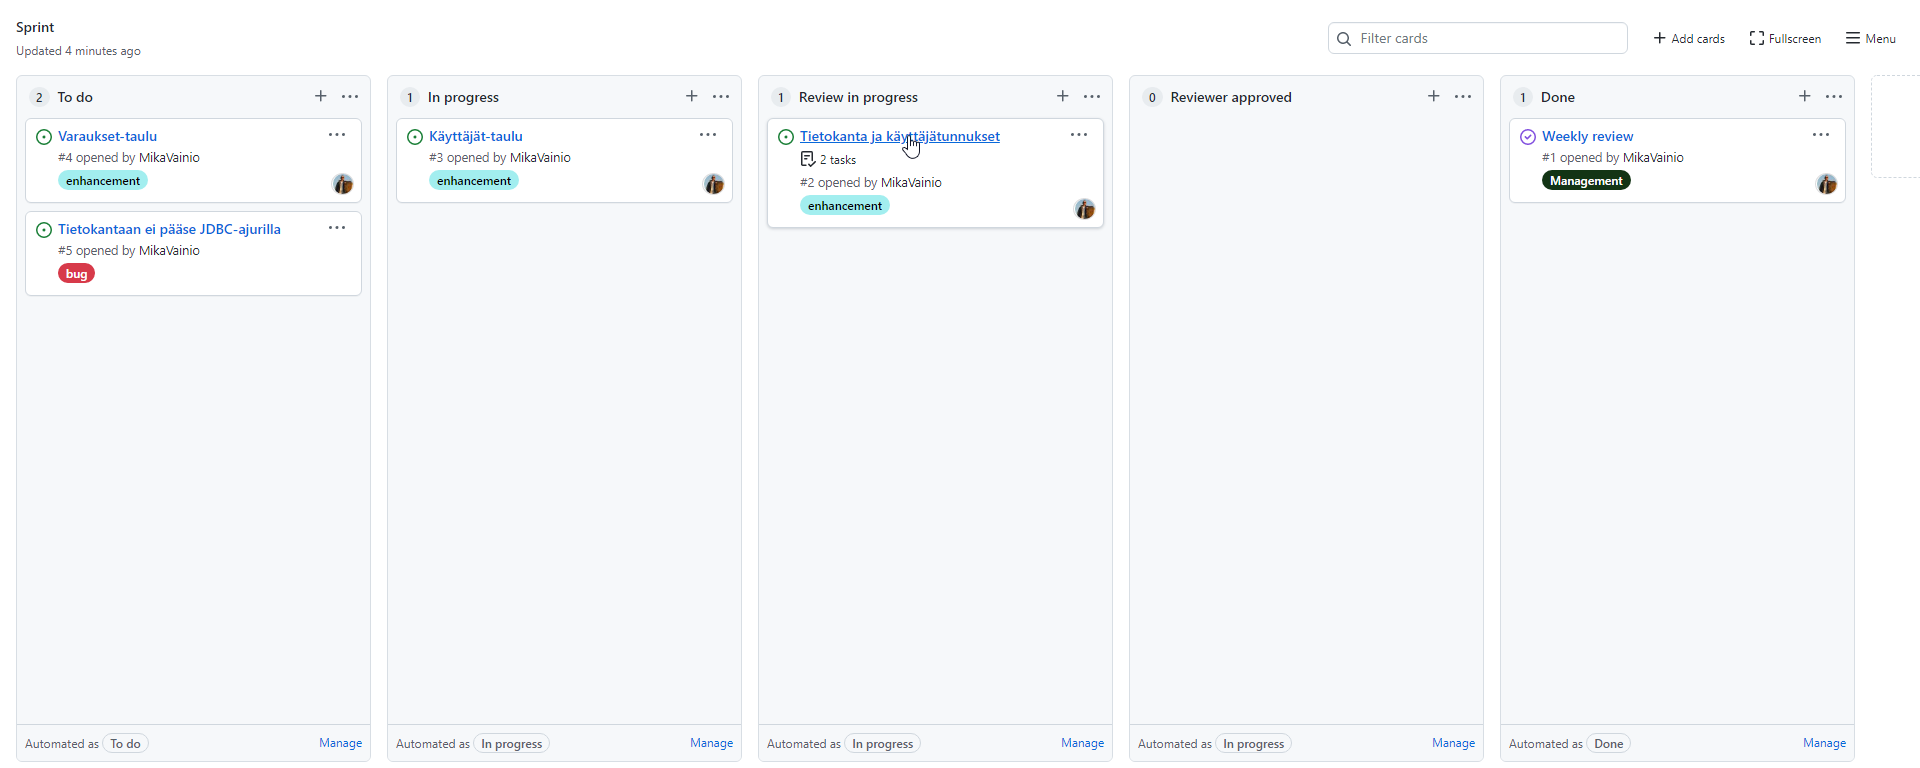 Sprint
Updated 4 minutes ago
Filter cards
Add cards
Fullscreen
Menu
2 To do
Varaukset-taulu
#4 opened by MikaVainio
enhancement
Tietokantaan ei pääse JDBC-ajurilla
#5 opened by MikaVainio
bug
Automated as To do
Manage
1 In progress
Käyttäjät-taulu
#3 opened by MikaVainio
enhancement
Automated as In progress
Manage
1 Review in progress
Tietokanta ja käyttäjätunnukset
2 tasks
#2 opened by MikaVainio
enhancement
Automated as In progress
Manage
0 Reviewer approved
Automated as In progress
Manage
1 Done
Weekly review
#1 opened by MikaVainio
Management
Automated as Done
Manage